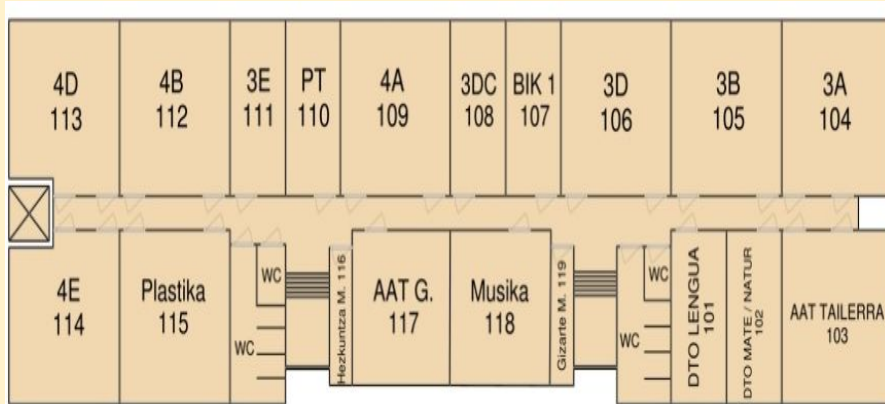 4D
113
4B
112
3E
111
PT
110
4A
109
3DC
108
BIK 1
107
3D
106
3B
105
3A
104
4E
114
Plastika
115
WC
WC
Hezkuntza M. 116
AAT G.
117
Musika
118
Gizarte M. 119
WC
WC
DTO LENGUA
101
DTO MATE / NATUR
102
AAT TAILERRA
103